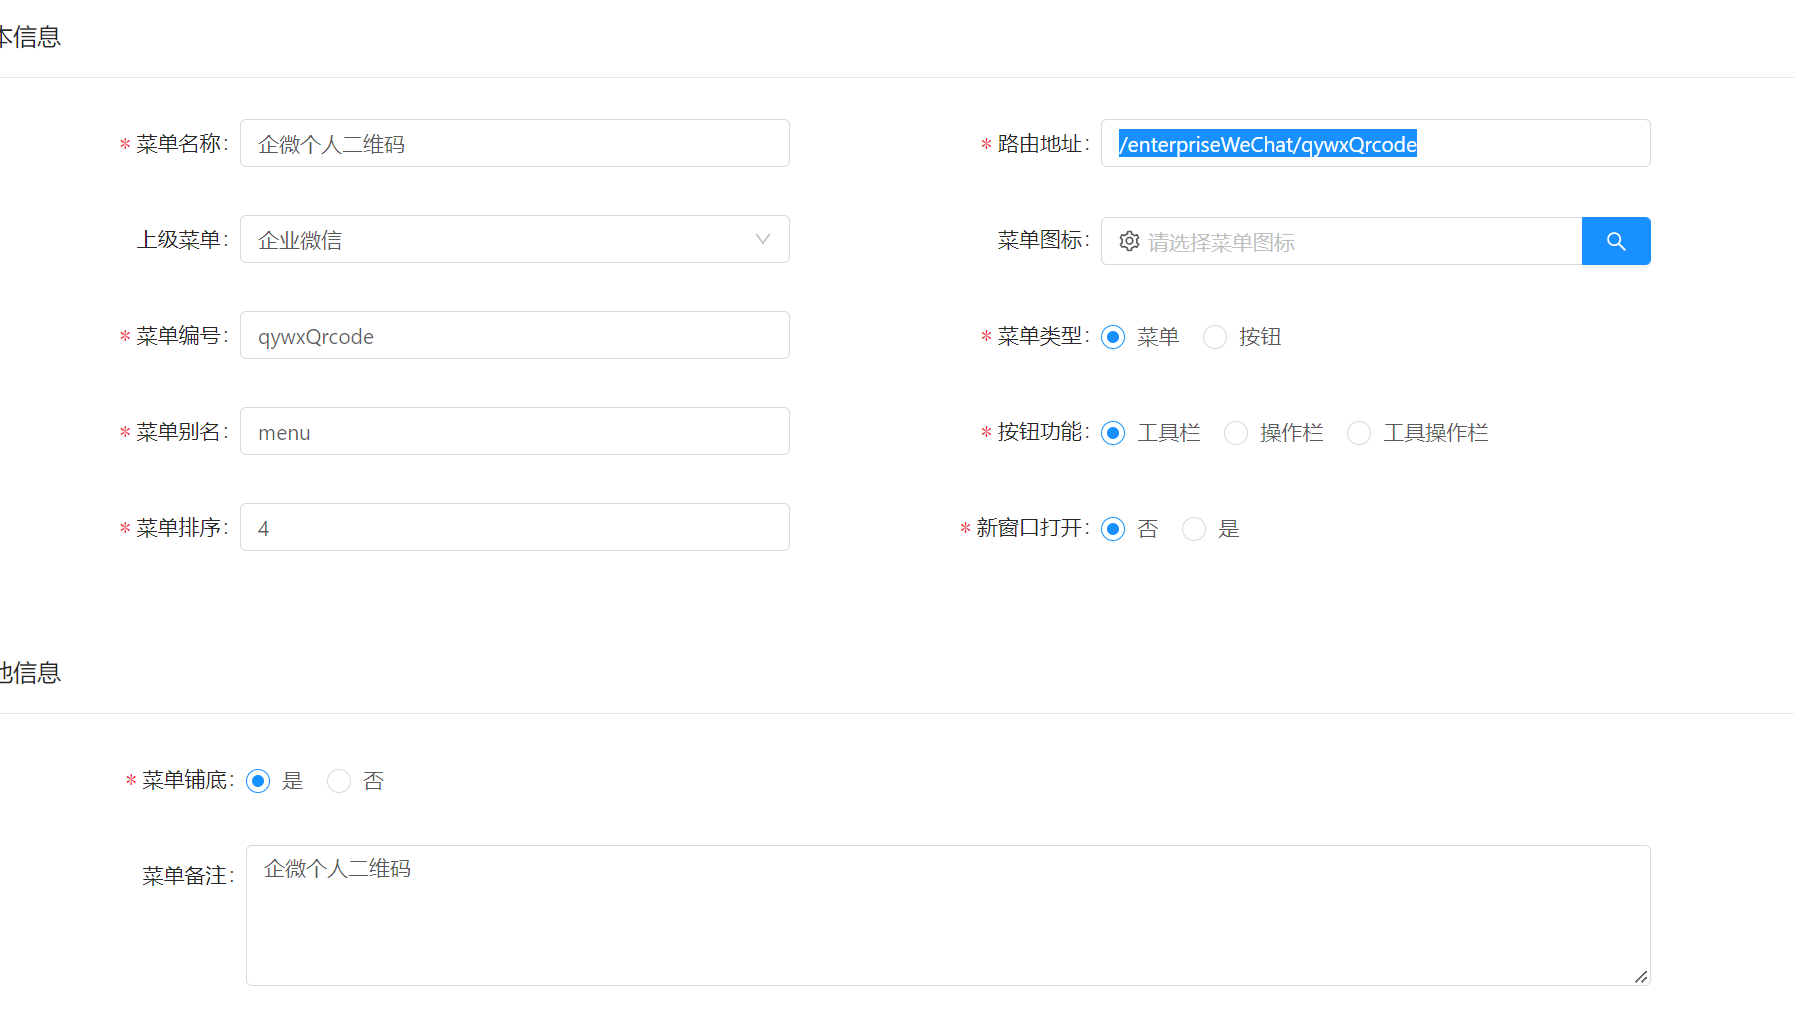 本信息
* 菜单名称: 企微个人二维码
* 路由地址: /enterpriseWeChat/qywxQrcode
上级菜单: 企业微信
菜单图标: 请选择菜单图标
* 菜单编号: qywxQrcode
* 菜单类型: 菜单 按钮
* 菜单别名: menu
* 按钮功能: 工具栏 操作栏 工具操作栏
* 菜单排序: 4
* 新窗口打开: 否 是
他信息
* 菜单铺底: 是 否
菜单备注: 企微个人二维码